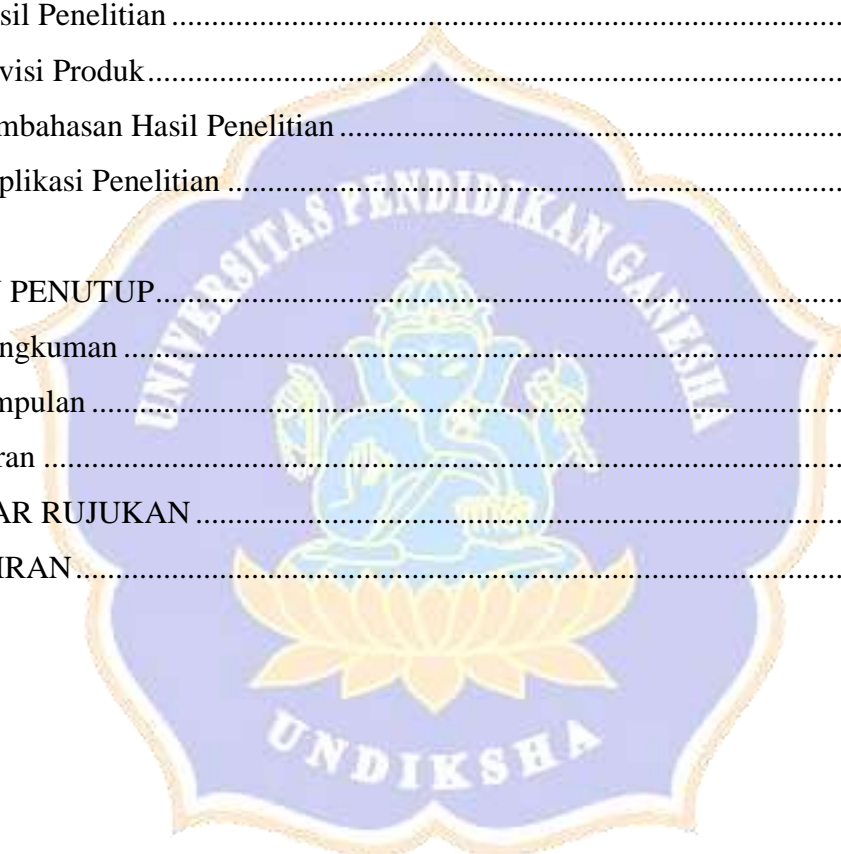 sil Penelitian ........................................................................................
visi Produk ...........................................................................................
mbahasan Hasil Penelitian ..................................................................
plikasi Penelitian .................................................................................
UNIVERSITAS PENDIDIKAN GANESHA
PENUTUP ...........................................................................................
ngkuman ..............................................................................................
mpulan ..................................................................................................
ran .........................................................................................................
AR RUJUKAN ....................................................................................
IRAN ....................................................................................................
UNDIKSHA